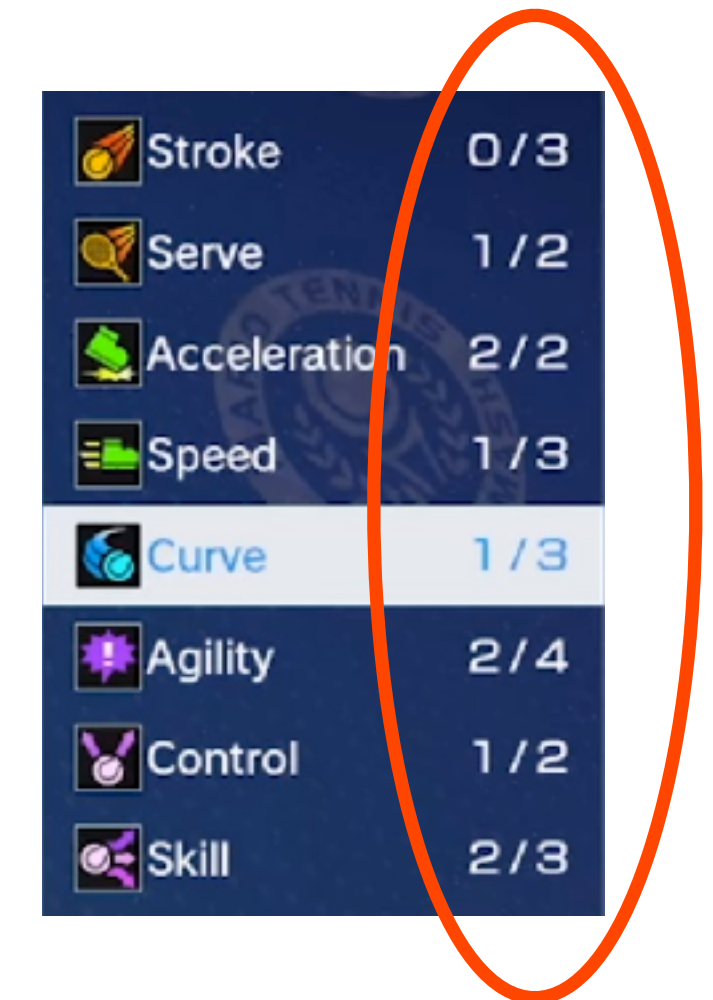 Stroke 0/3
Serve 1/2
Acceleration 2/2
Speed 1/3
Curve 1/3
Agility 2/4
Control 1/2
Skill 2/3